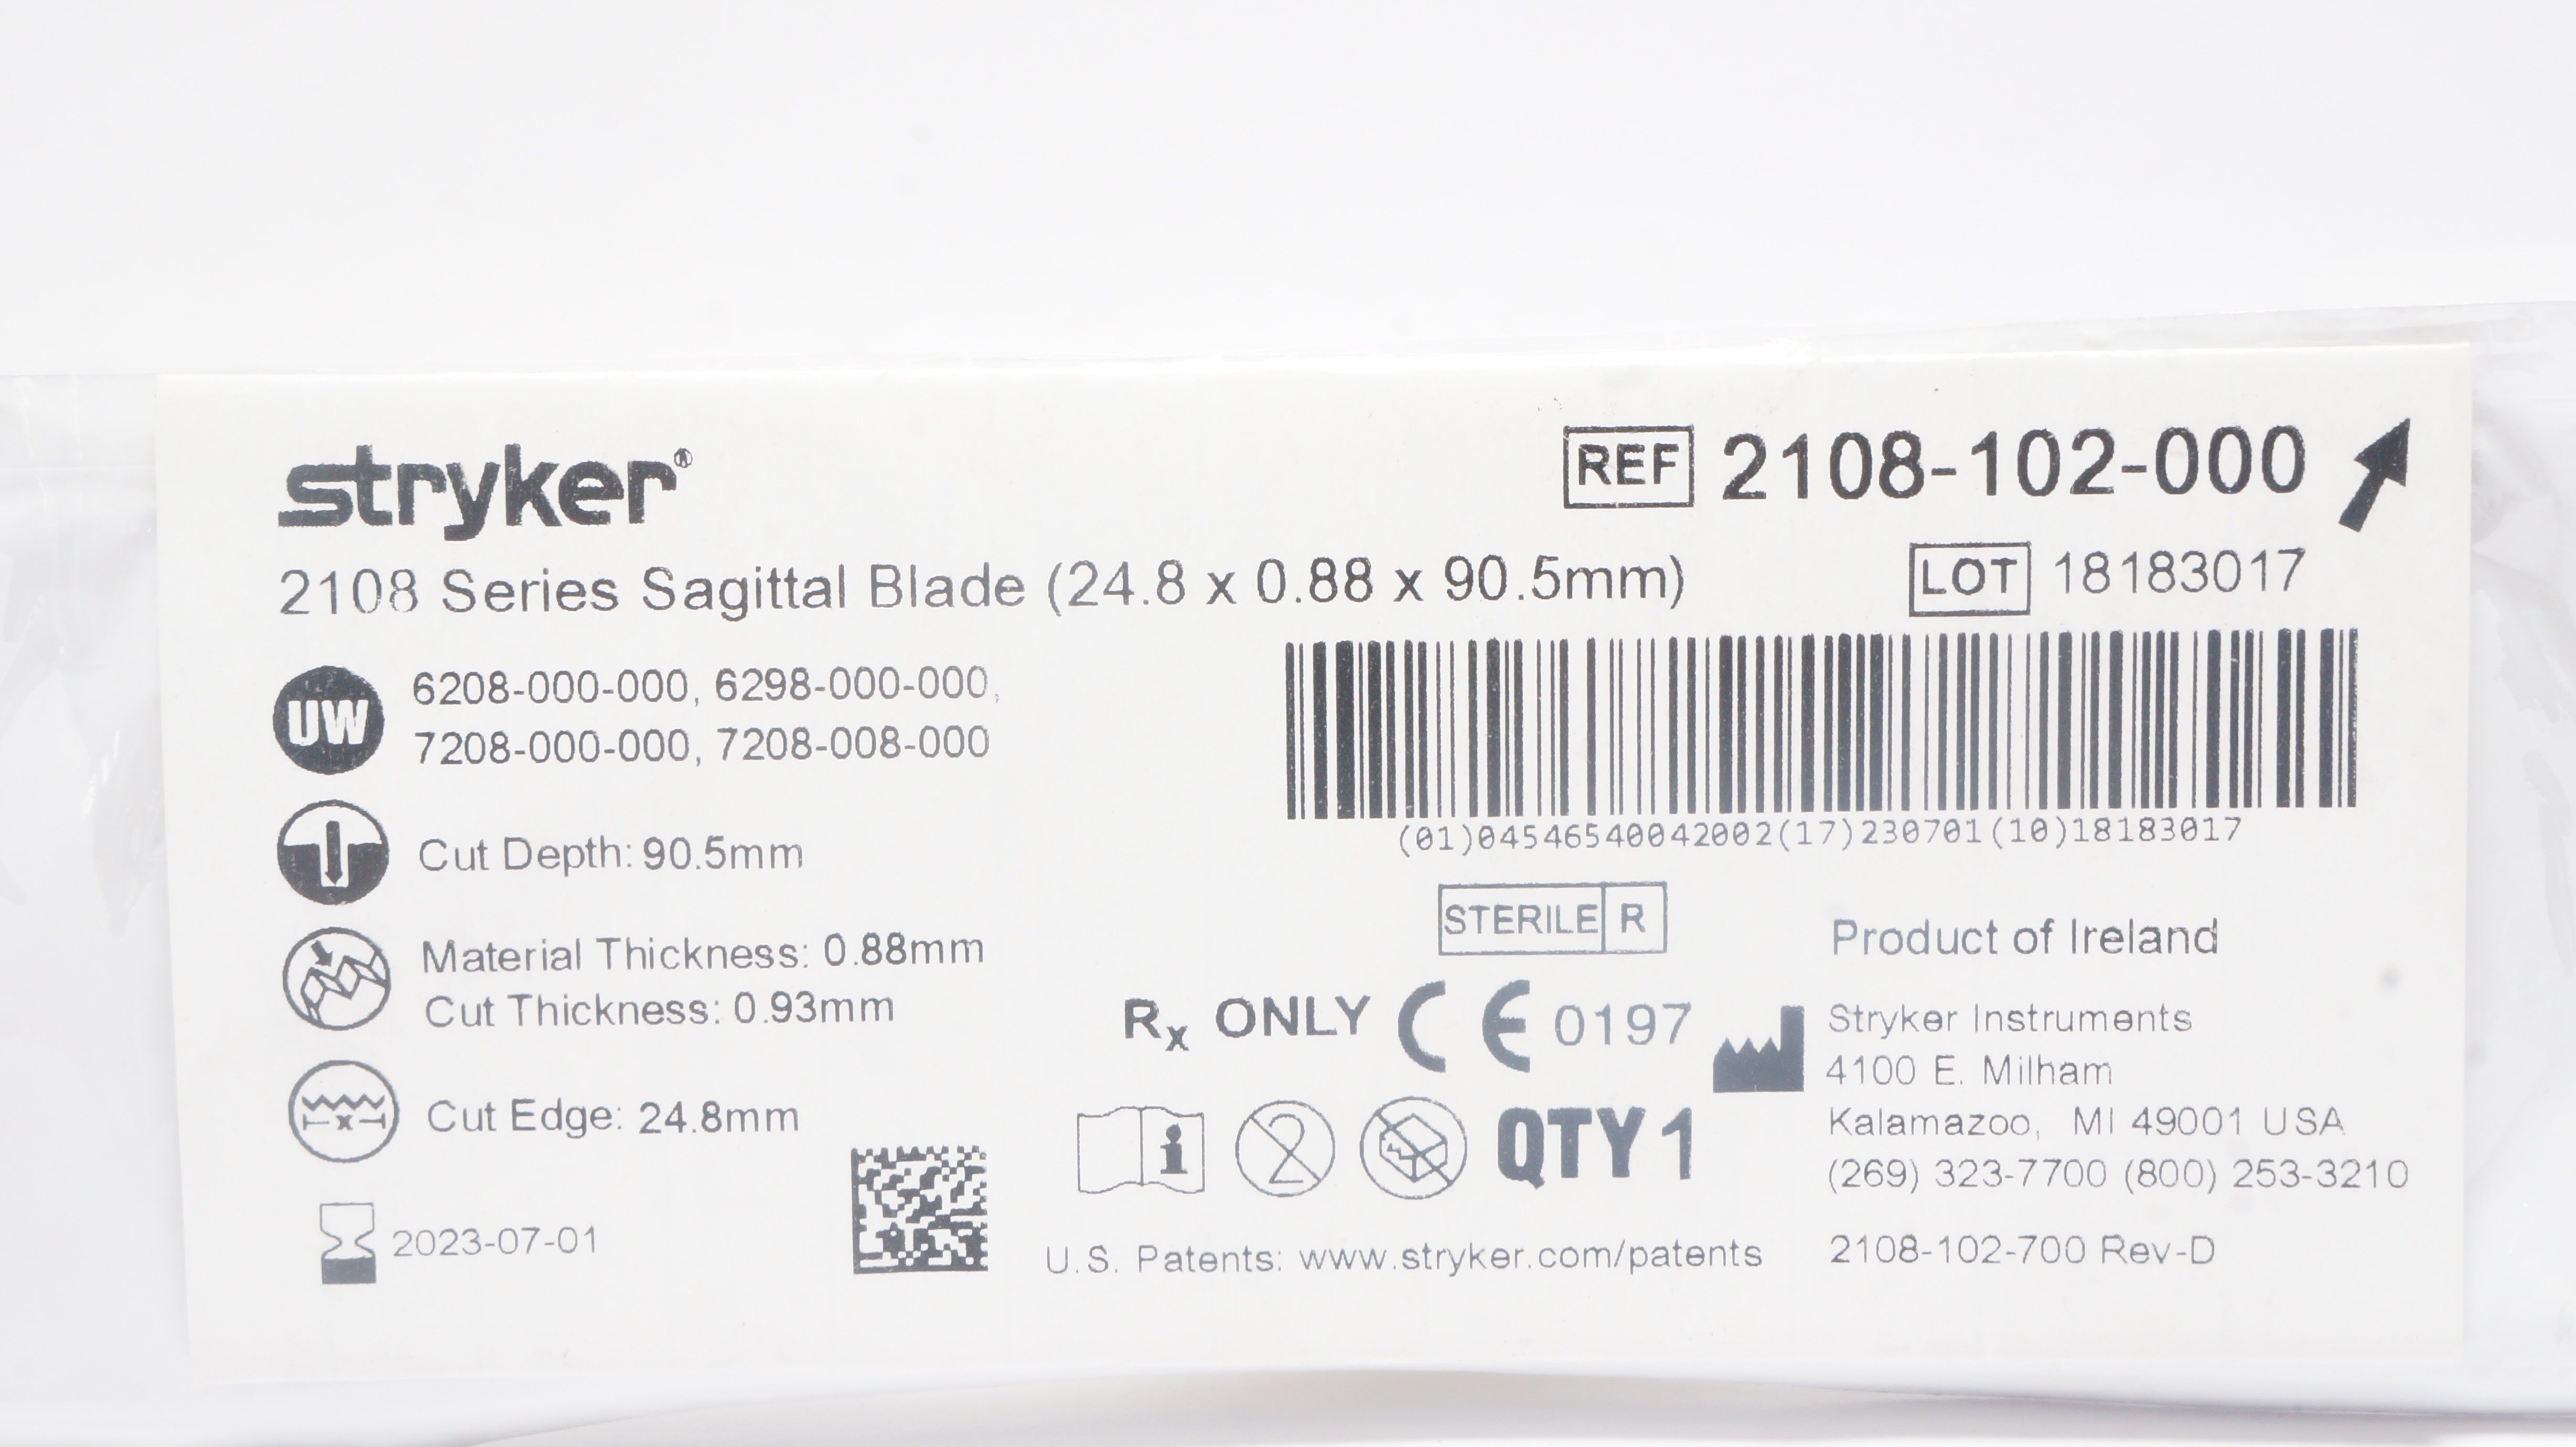 stryker®
REF 2108-102-000
2108 Series Sagittal Blade (24.8 x 0.88 x 90.5mm)
LOT 18183017
UW 6208-000-000, 6298-000-000,
7208-000-000, 7208-008-000
(01)04546540042002(17)230701(10)18183017
Cut Depth: 90.5mm
STERILE R
Material Thickness: 0.88mm
Cut Thickness: 0.93mm
Rx ONLY CE 0197
Cut Edge: 24.8mm
x
i 2 QTY 1
2023-07-01
U.S. Patents: www.stryker.com/patents
Product of Ireland
Stryker Instruments
4100 E. Milham
Kalamazoo, MI 49001 USA
(269) 323-7700 (800) 253-3210
2108-102-700 Rev-D